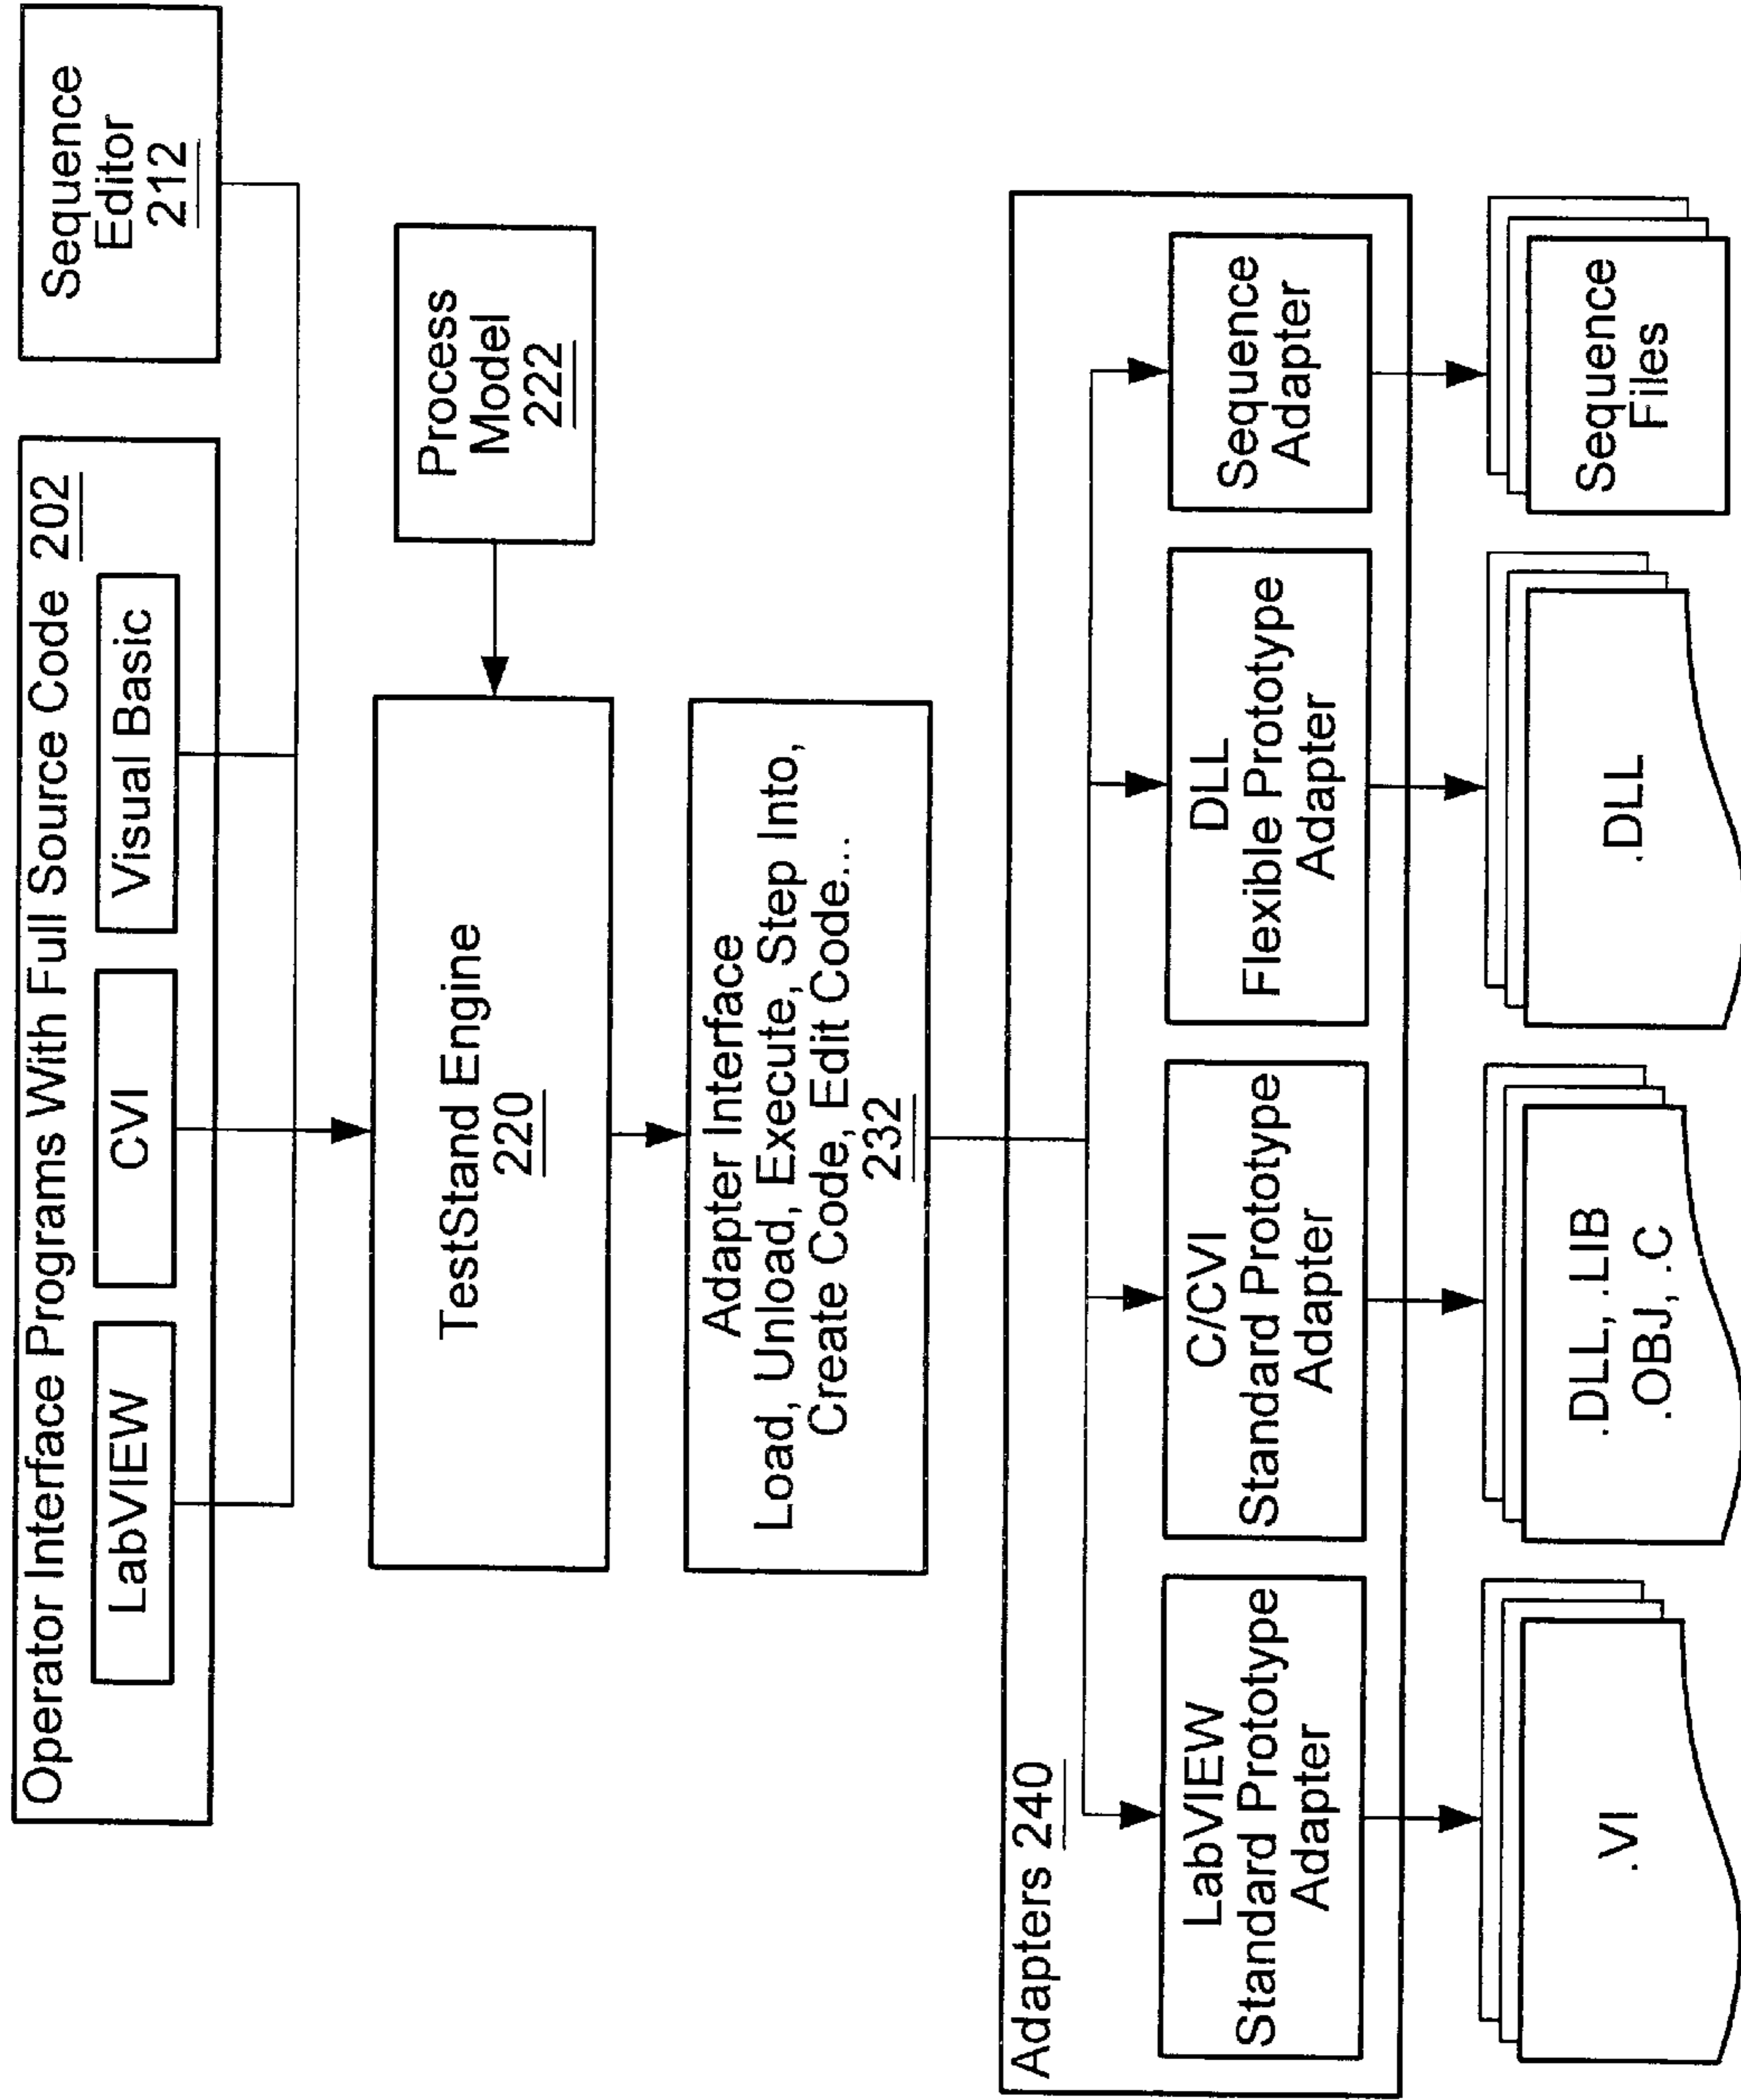 Operator Interface Programs With Full Source Code 202
LabVIEW
CVI
Visual Basic
Sequence
Editor
212
TestStand Engine
220
Process
Model
222
Adapter Interface
Load, Unload, Execute, Step Into,
Create Code, Edit Code...
232
Adapters 240
LabVIEW
Standard Prototype
Adapter
C/CVI
Standard Prototype
Adapter
DLL
Flexible Prototype
Adapter
Sequence
Adapter
.VI
.DLL, .LIB
.OBJ, .C
.DLL
Sequence
Files